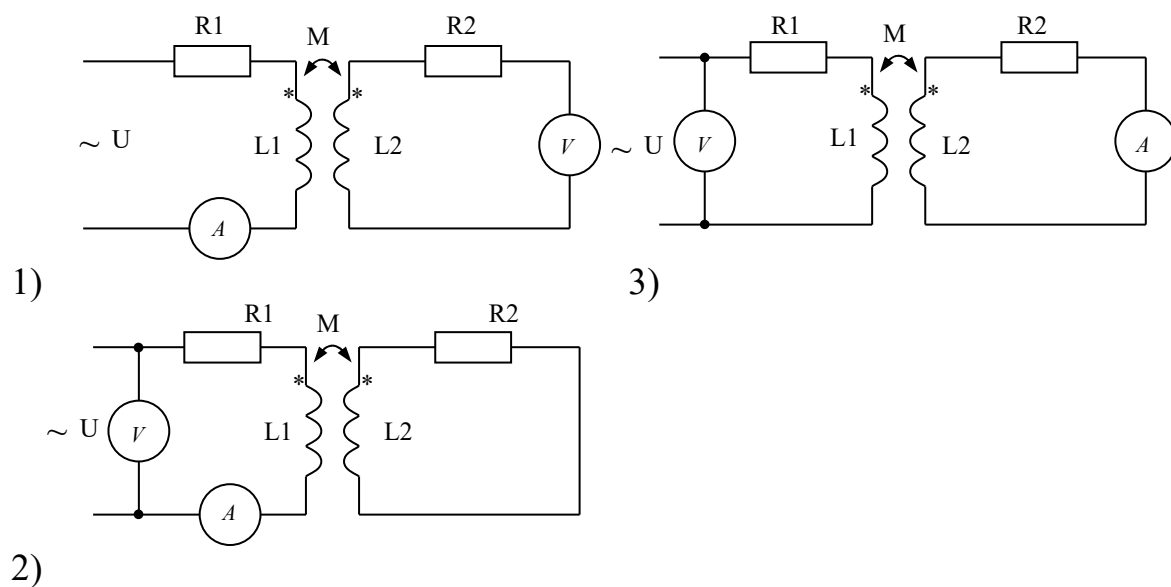 R1 M R2
* *
~ U L1 L2 V
A
1)
R1 M R2
* *
~ U V L1 L2 A
3)
R1 M R2
* *
~ U V L1 L2
A
2)